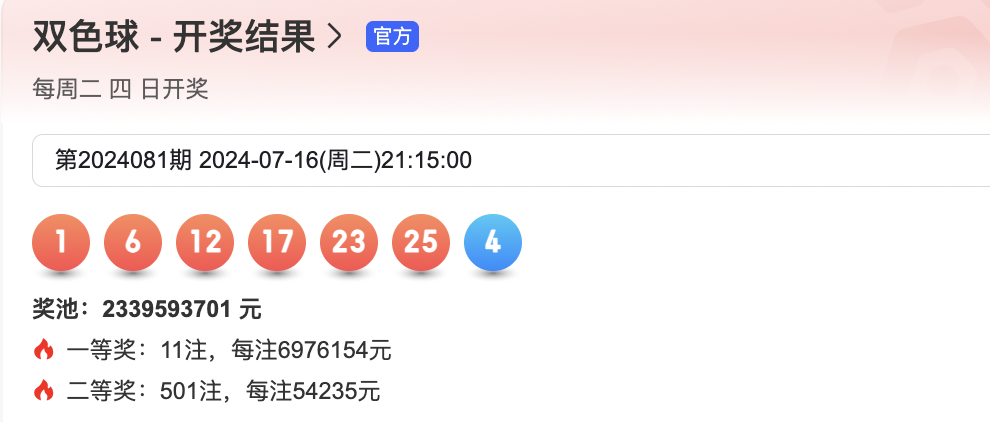 双色球 - 开奖结果 > 官方
每周二 四 日开奖
第2024081期 2024-07-16(周二)21:15:00
1 6 12 17 23 25 4
奖池：2339593701 元
一等奖：11注，每注6976154元
二等奖：501注，每注54235元